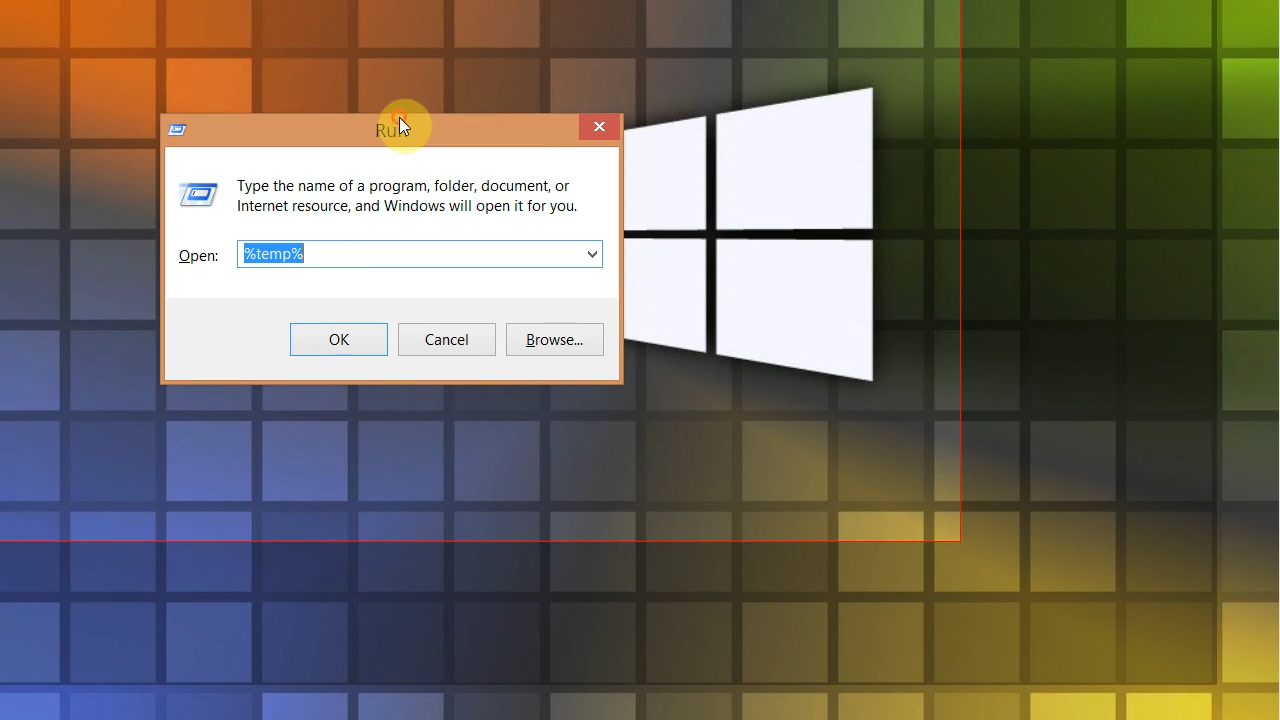 Run
Type the name of a program, folder, document, or
Internet resource, and Windows will open it for you.
Open:
%temp%
OK
Cancel
Browse...